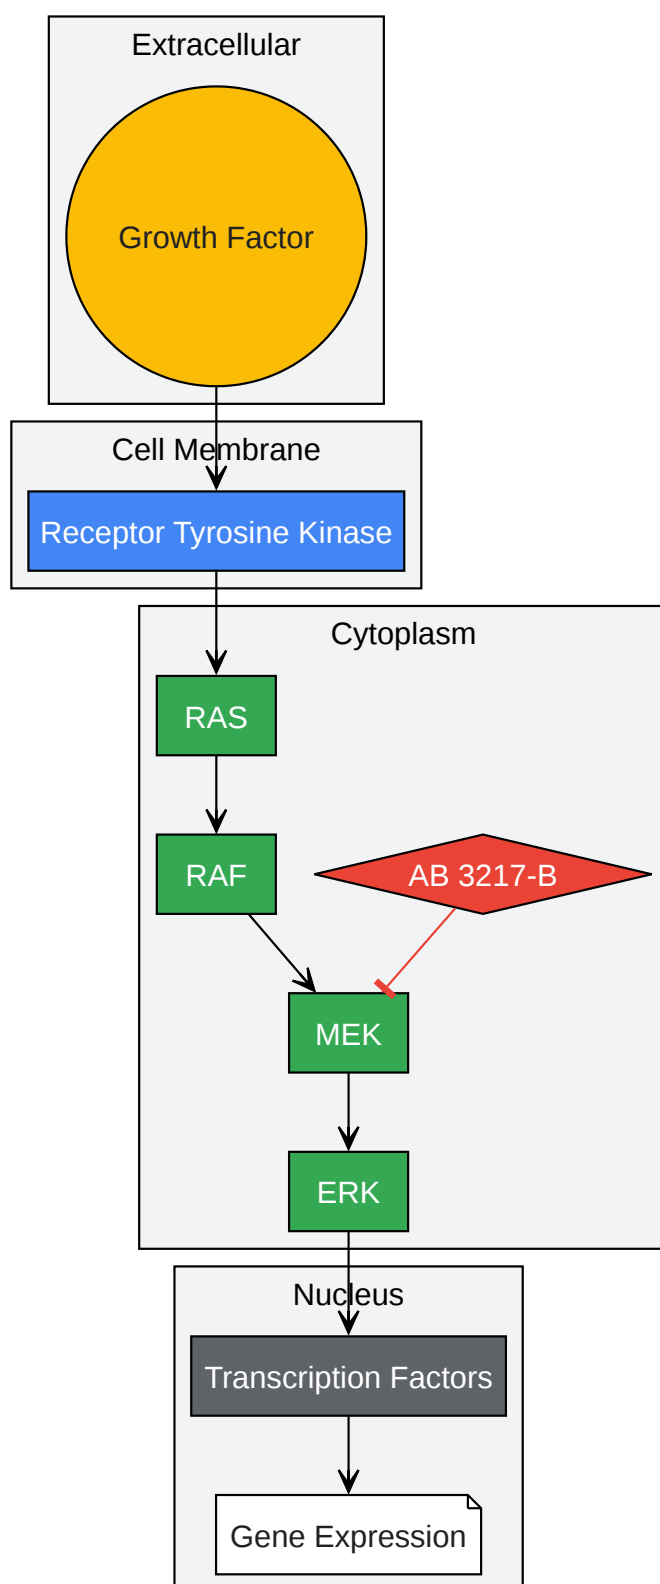 Extracellular
Growth Factor
Cell Membrane
Receptor Tyrosine Kinase
Cytoplasm
RAS
RAF
AB 3217-B
MEK
ERK
Nucleus
Transcription Factors
Gene Expression